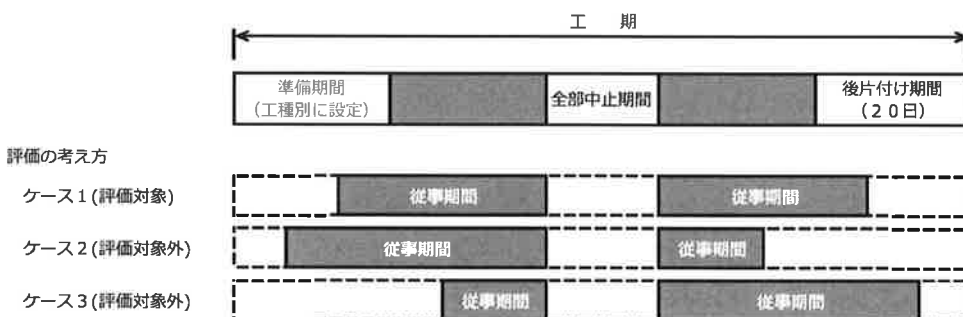 工　期
準備期間
（工種別に設定）
全部中止期間
後片付け期間
（２０日）
評価の考え方
ケース１(評価対象)
従事期間
従事期間
ケース２(評価対象外)
従事期間
従事期間
ケース３(評価対象外)
従事期間
従事期間